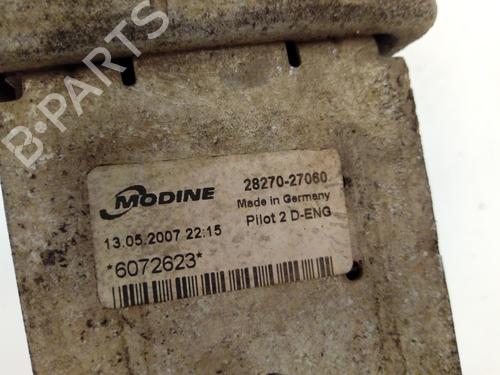 B-PARTS
MODINE
28270-27060
Made in Germany
13.05.2007 22:15
Pilot 2 D-ENG
*6072623*